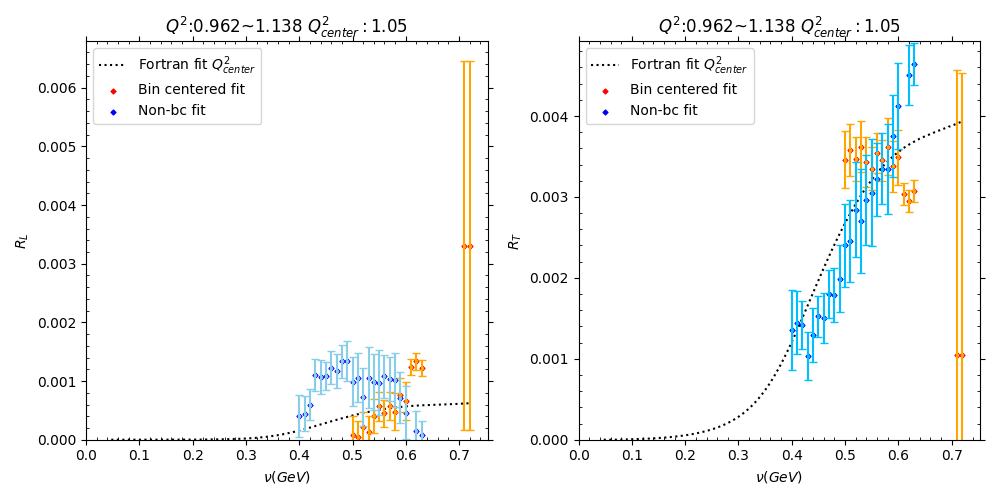 Q²:0.962~1.138 Q²center : 1.05
Fortran fit Q²center
Bin centered fit
Non-bc fit
0.006
0.005
0.004
0.003
0.002
0.001
0.000
R_L
0.0 0.1 0.2 0.3 0.4 0.5 0.6 0.7
ν(GeV)
Q²:0.962~1.138 Q²center : 1.05
Fortran fit Q²center
Bin centered fit
Non-bc fit
0.004
0.003
0.002
0.001
0.000
R_T
0.0 0.1 0.2 0.3 0.4 0.5 0.6 0.7
ν(GeV)